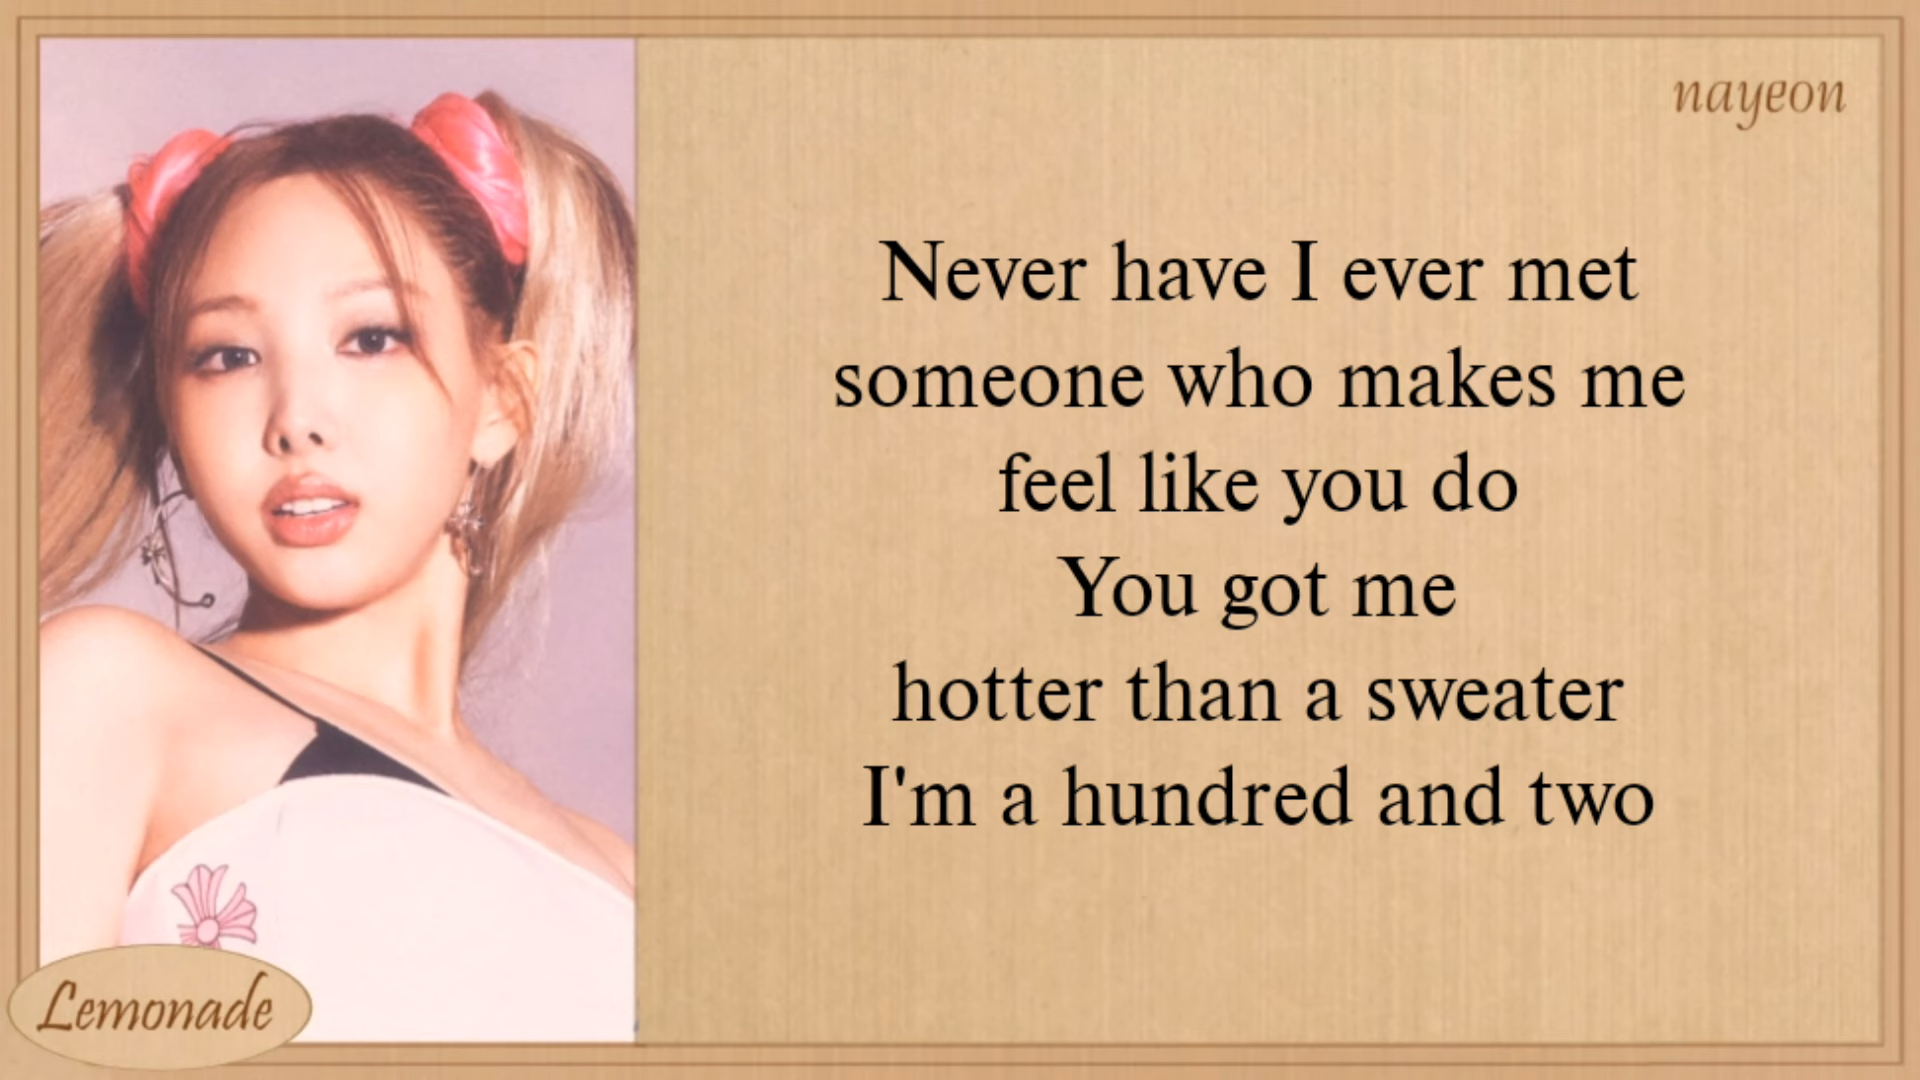 nayeon
Never have I ever met
someone who makes me
feel like you do
You got me
hotter than a sweater
I'm a hundred and two
Lemonade